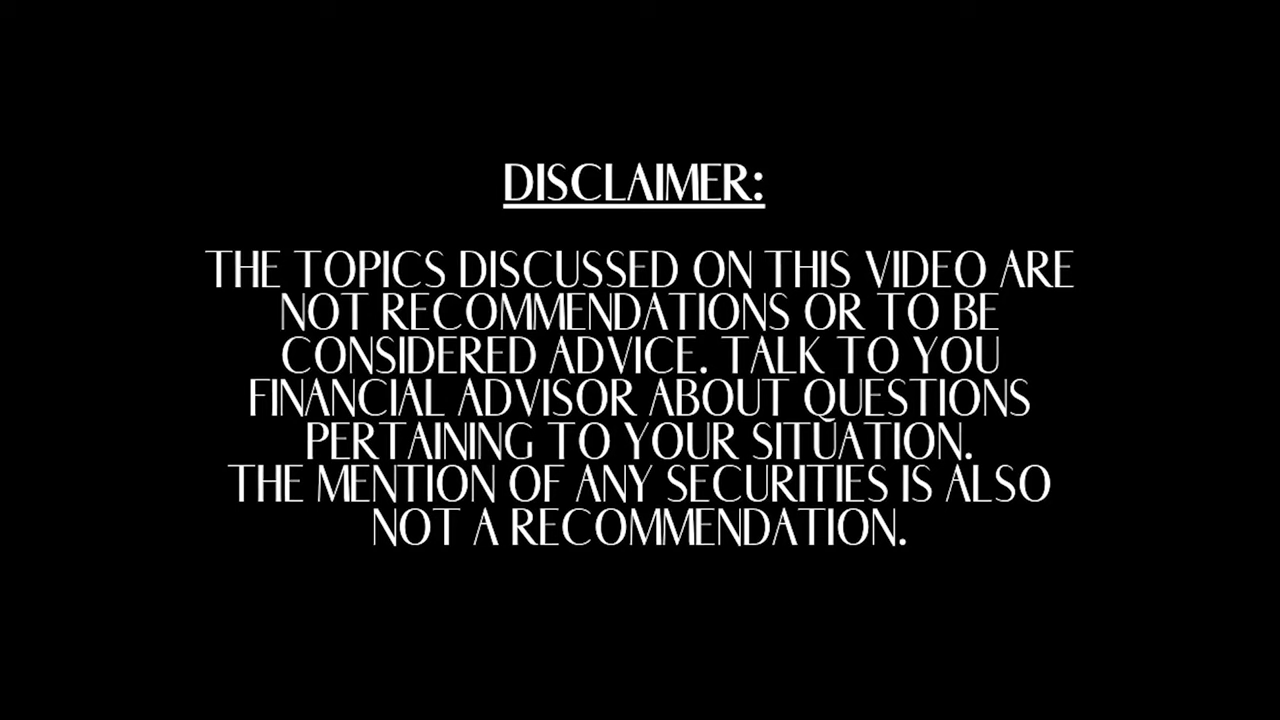 DISCLAIMER:
THE TOPICS DISCUSSED ON THIS VIDEO ARE
NOT RECOMMENDATIONS OR TO BE
CONSIDERED ADVICE. TALK TO YOU
FINANCIAL ADVISOR ABOUT QUESTIONS
PERTAINING TO YOUR SITUATION.
THE MENTION OF ANY SECURITIES IS ALSO
NOT A RECOMMENDATION.